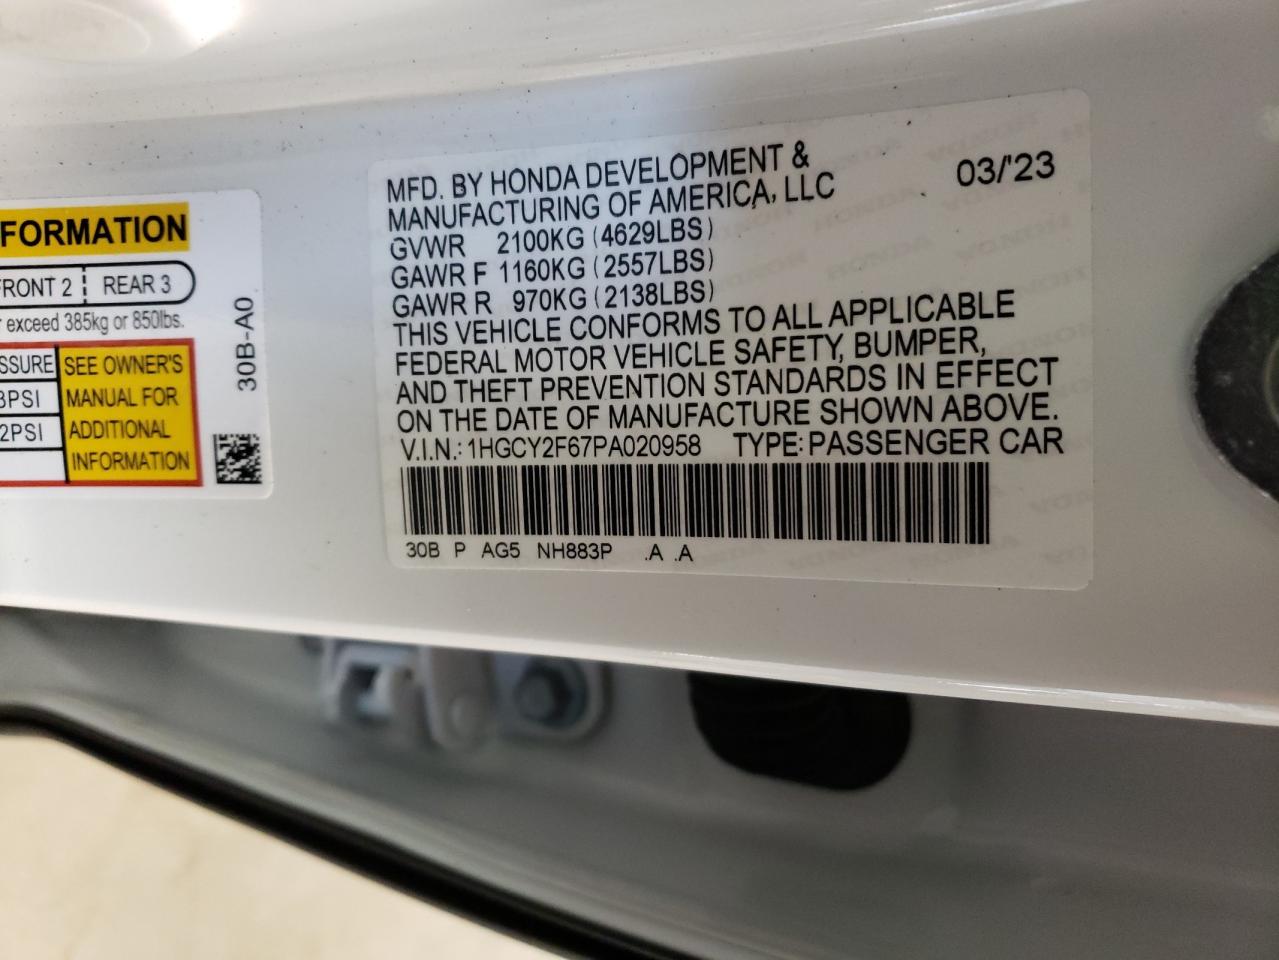 FORMATION
FRONT 2 REAR 3
exceed 385kg or 850lbs.
SEE OWNER'S
MANUAL FOR
ADDITIONAL
INFORMATION
30B-A0
MFD. BY HONDA DEVELOPMENT &
MANUFACTURING OF AMERICA, LLC
03/'23
GVWR 2100KG (4629LBS)
GAWR F 1160KG (2557LBS)
GAWR R 970KG (2138LBS)
THIS VEHICLE CONFORMS TO ALL APPLICABLE
FEDERAL MOTOR VEHICLE SAFETY, BUMPER,
AND THEFT PREVENTION STANDARDS IN EFFECT
ON THE DATE OF MANUFACTURE SHOWN ABOVE.
V.I.N.: 1HGCY2F67PA020958 TYPE: PASSENGER CAR
30B P AG5 NH883P .A .A